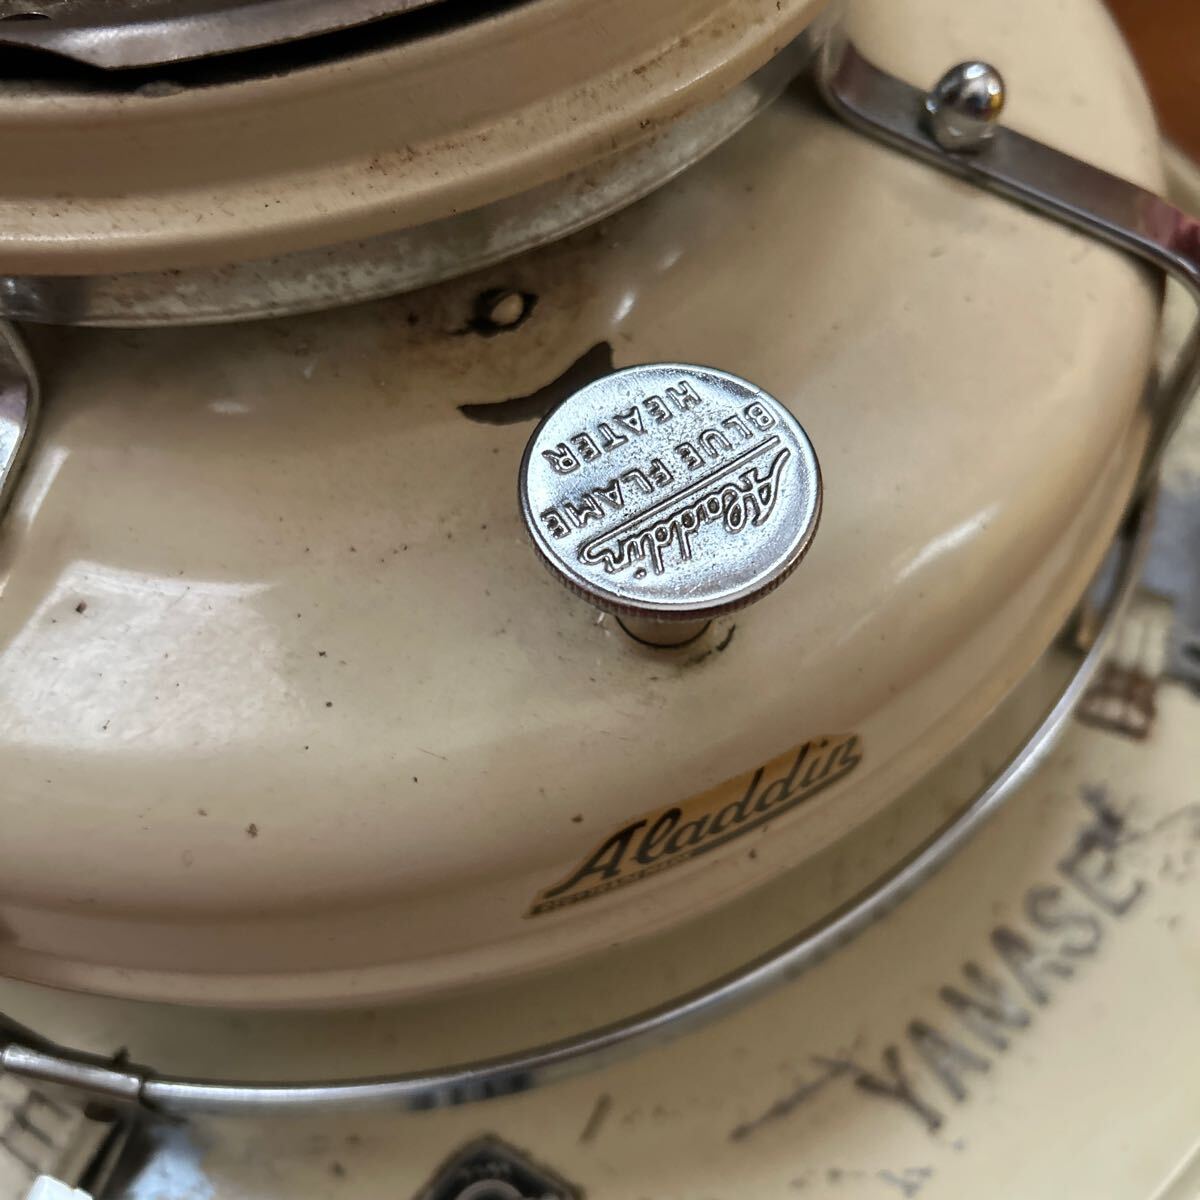 Aladdin
BLUE FLAME
HEATER
Aladdin
YANASE